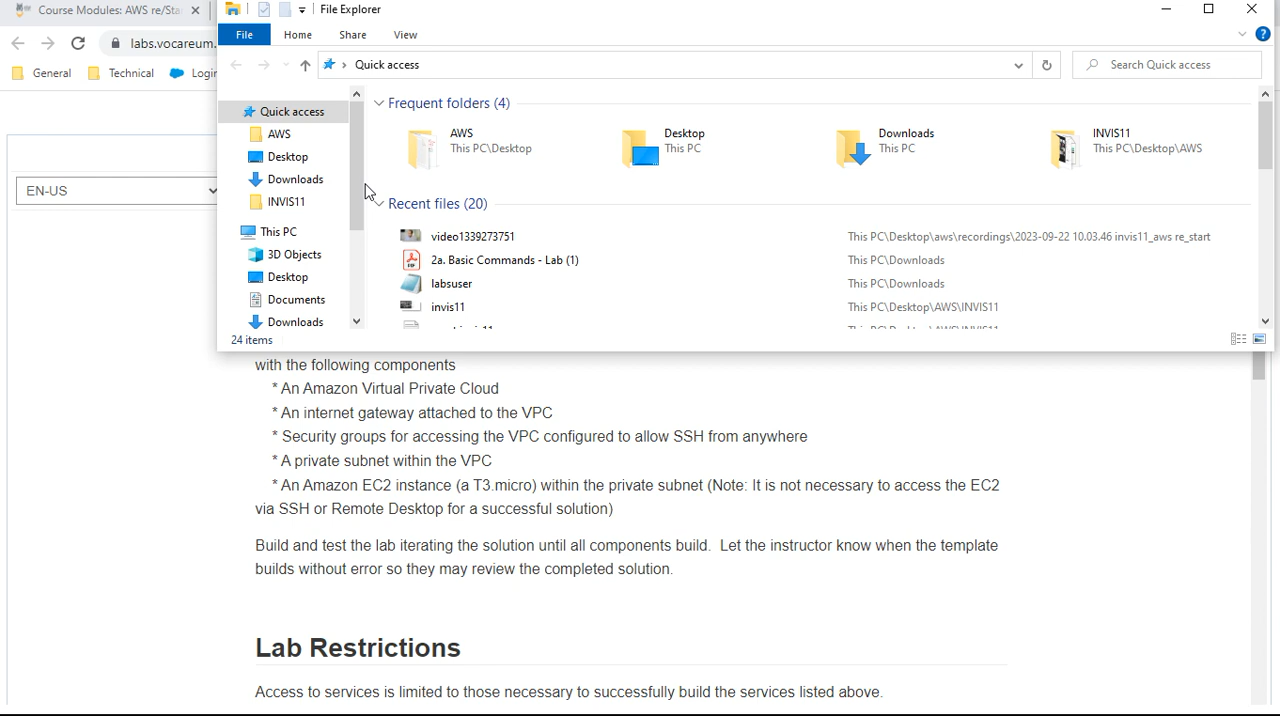 Course Modules: AWS re/Sta
File Explorer
File
Home
Share
View
labs.vocareum.
Quick access
Search Quick access
General
Technical
Login
Quick access
AWS
Desktop
Downloads
INVIS11
This PC
3D Objects
Desktop
Documents
Downloads
Frequent folders (4)
AWS
This PC\Desktop
Desktop
This PC
Downloads
This PC
INVIS11
This PC\Desktop\AWS
Recent files (20)
video1339273751 This PC\Desktop\aws\recordings\2023-09-22 10.03.46 invis11_aws re_start
2a. Basic Commands - Lab (1) This PC\Downloads
labsuser This PC\Downloads
invis11 This PC\Desktop\AWS\INVIS11
24 items
EN-US
with the following components
* An Amazon Virtual Private Cloud
* An internet gateway attached to the VPC
* Security groups for accessing the VPC configured to allow SSH from anywhere
* A private subnet within the VPC
* An Amazon EC2 instance (a T3.micro) within the private subnet (Note: It is not necessary to access the EC2
via SSH or Remote Desktop for a successful solution)
Build and test the lab iterating the solution until all components build. Let the instructor know when the template
builds without error so they may review the completed solution.
Lab Restrictions
Access to services is limited to those necessary to successfully build the services listed above.